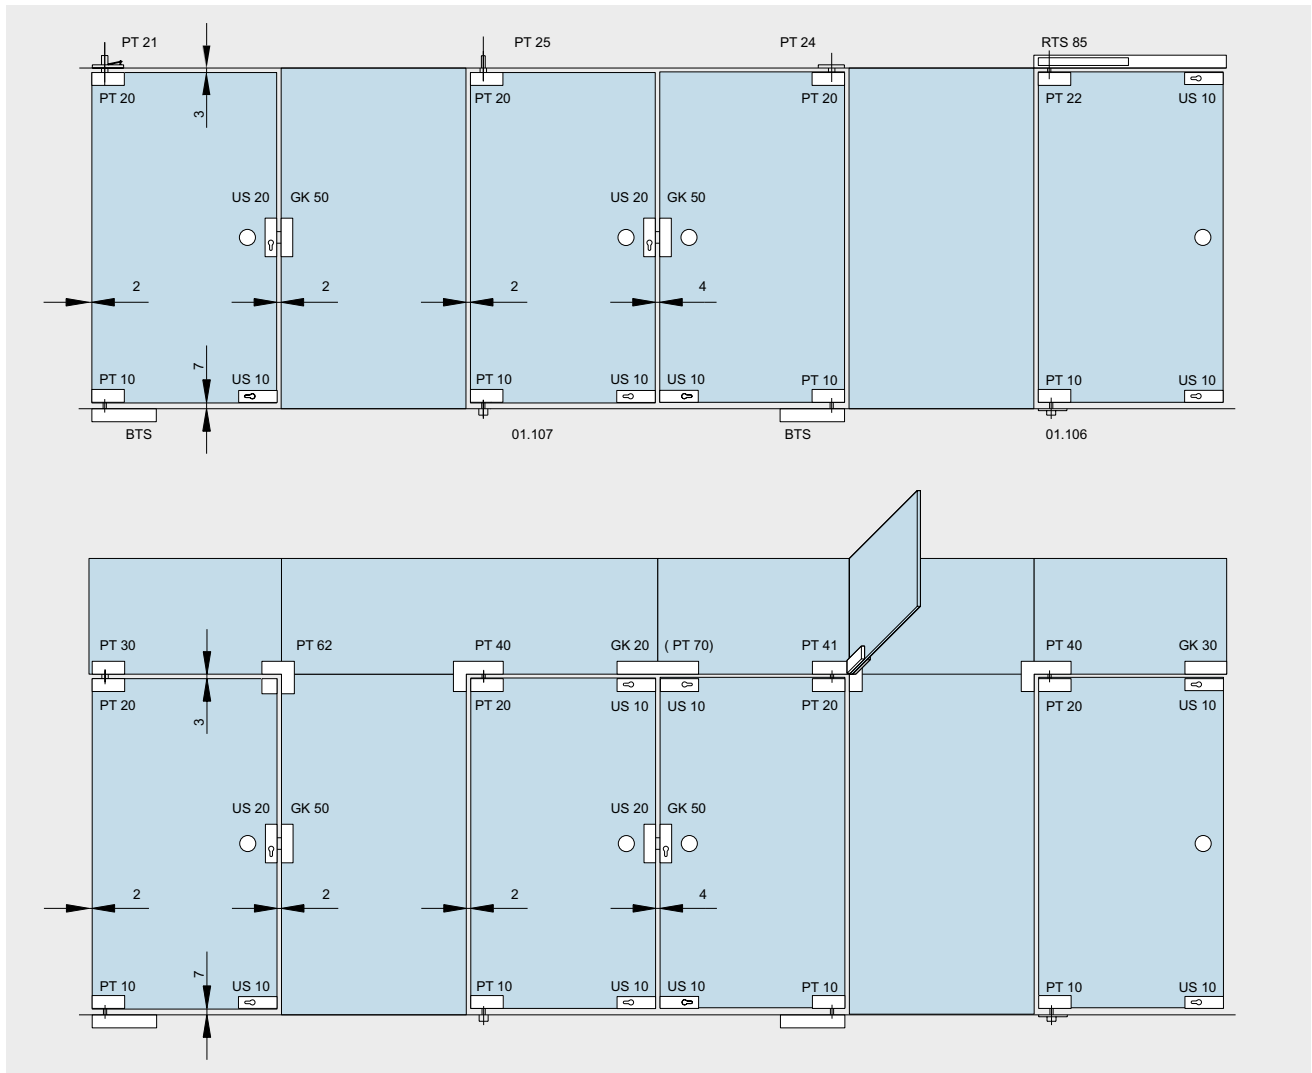 PT 21 PT 25 PT 24 RTS 85
PT 20 PT 20 PT 20 PT 22 US 10
3
US 20 GK 50 US 20 GK 50
2 2 2 4
7
PT 10 US 10 PT 10 US 10 US 10 PT 10 PT 10 US 10
BTS 01.107 BTS 01.106
PT 30 PT 62 PT 40 GK 20 ( PT 70) PT 41 PT 40 GK 30
PT 20 PT 20 US 10 US 10 PT 20 PT 20 US 10
3
US 20 GK 50 US 20 GK 50
2 2 2 4
7
PT 10 US 10 PT 10 US 10 US 10 PT 10 PT 10 US 10